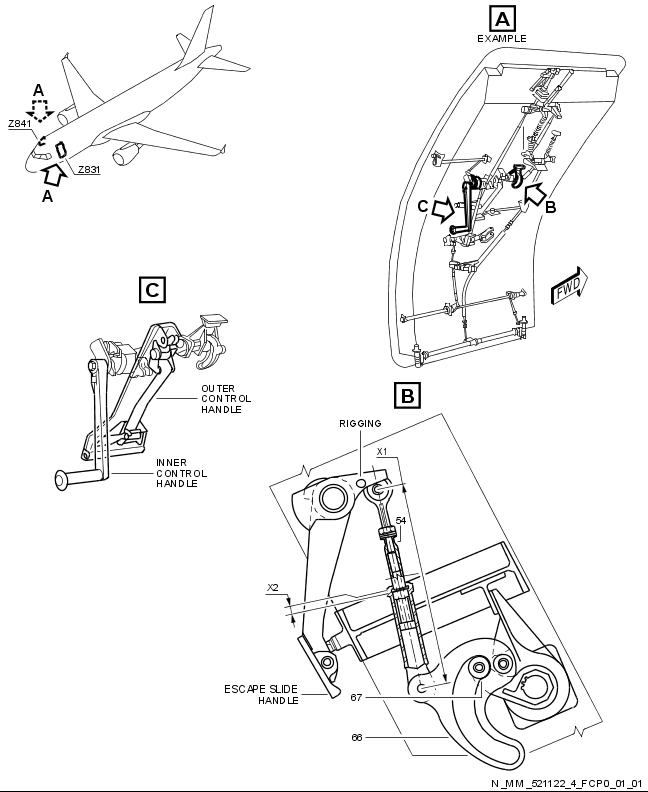 A
EXAMPLE
A
Z841
Z831
A
C
B
FWD
C
OUTER
CONTROL
HANDLE
INNER
CONTROL
HANDLE
B
RIGGING
X1
54
X2
ESCAPE SLIDE
HANDLE
67
66
N_MM_521122_4_FCP0_01_01